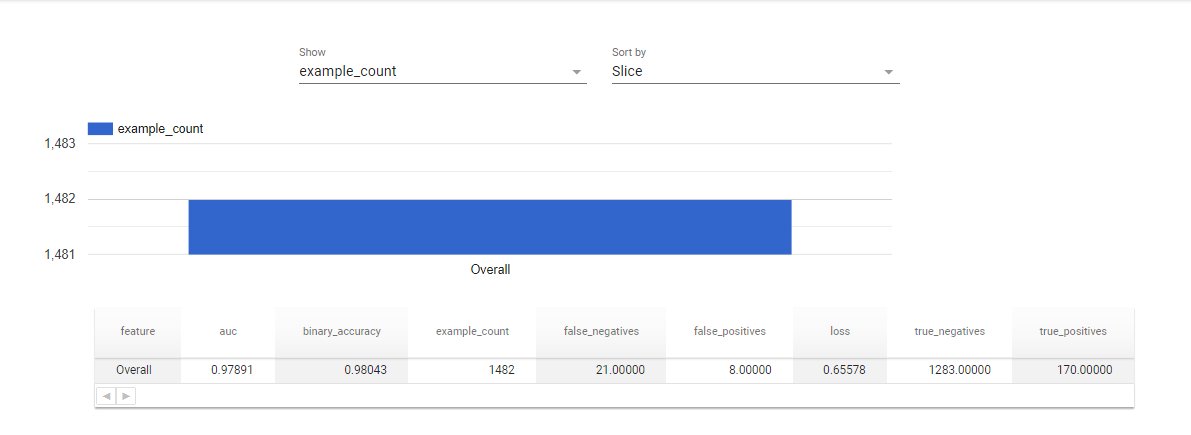 Show
Sort by
example_count
Slice
example_count
1,483
1,482
1,481
Overall
feature auc binary_accuracy example_count false_negatives false_positives loss true_negatives true_positives
Overall 0.97891 0.98043 1482 21.00000 8.00000 0.65578 1283.00000 170.00000